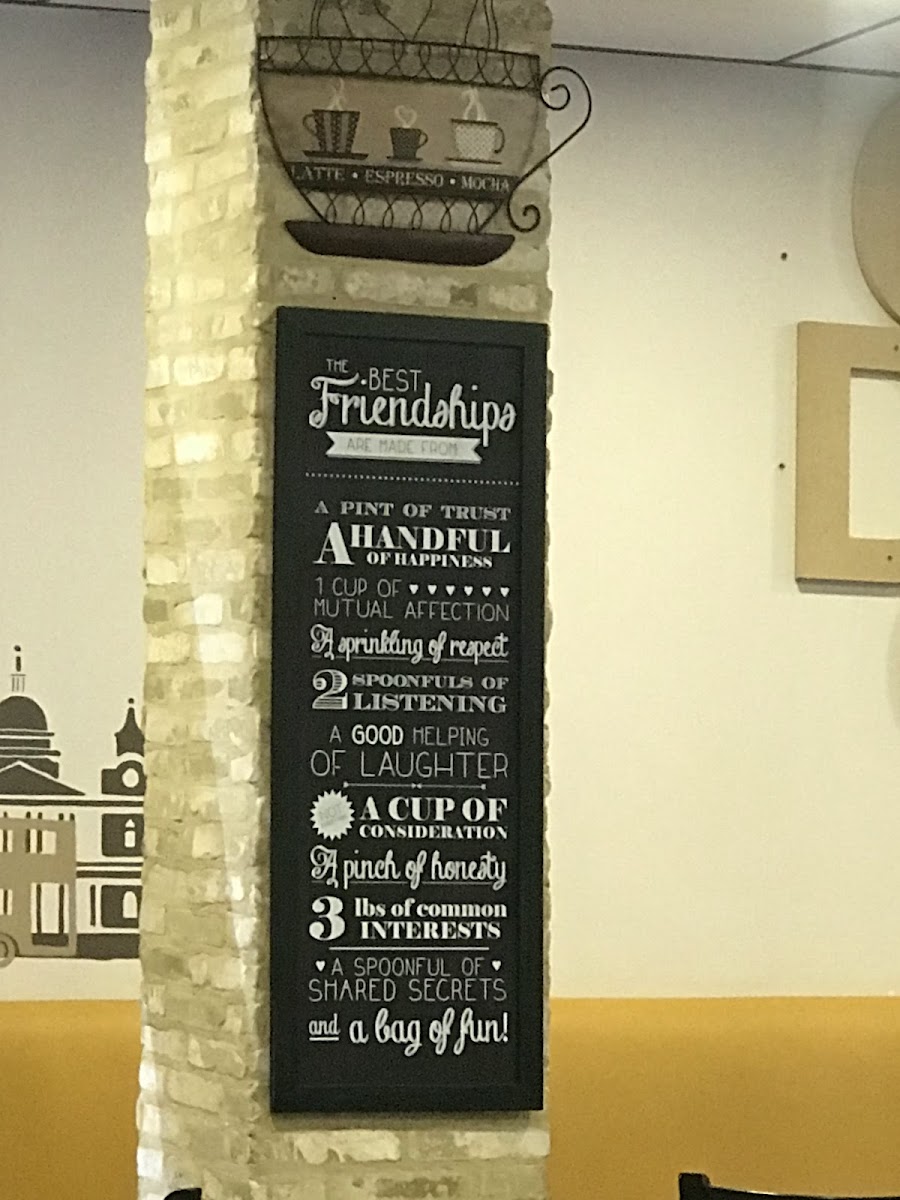 LATTE • ESPRESSO • MOCHA
THE
•BEST
Friendships
ARE MADE FROM
A PINT OF TRUST
A HANDFUL
OF HAPPINESS
1 CUP OF ♥ ♥ ♥ ♥ ♥ ♥
MUTUAL AFFECTION
A sprinkling of respect
2 SPOONFULS OF
LISTENING
A GOOD HELPING
OF LAUGHTER
A CUP OF
CONSIDERATION
A pinch of honesty
3 lbs of common
INTERESTS
♥ A SPOONFUL OF ♥
SHARED SECRETS
and a bag of fun!